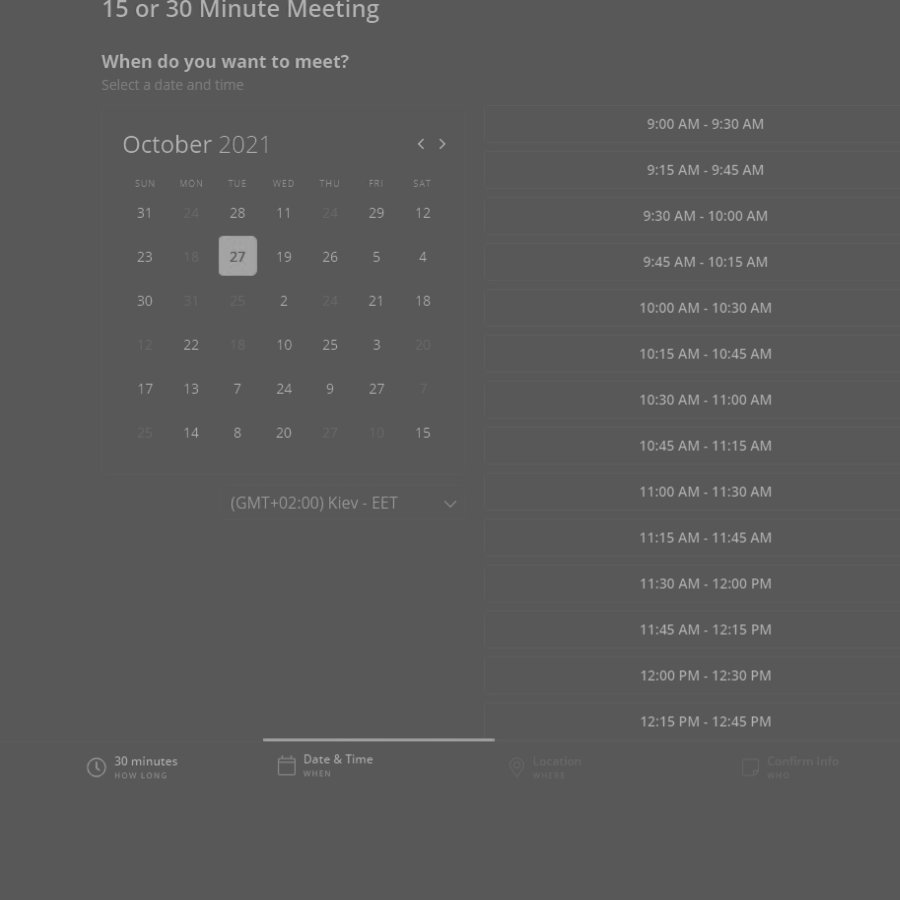 15 or 30 Minute Meeting
When do you want to meet?
Select a date and time
October 2021
SUN MON TUE WED THU FRI SAT
31 24 28 11 24 29 12
23 18 27 19 26 5 4
30 31 25 2 24 21 18
12 22 18 10 25 3 20
17 13 7 24 9 27 7
25 14 8 20 27 10 15
(GMT+02:00) Kiev - EET
9:00 AM - 9:30 AM
9:15 AM - 9:45 AM
9:30 AM - 10:00 AM
9:45 AM - 10:15 AM
10:00 AM - 10:30 AM
10:15 AM - 10:45 AM
10:30 AM - 11:00 AM
10:45 AM - 11:15 AM
11:00 AM - 11:30 AM
11:15 AM - 11:45 AM
11:30 AM - 12:00 PM
11:45 AM - 12:15 PM
12:00 PM - 12:30 PM
12:15 PM - 12:45 PM
30 minutes
HOW LONG
Date & Time
WHEN
Location
WHERE
Confirm Info
WHO